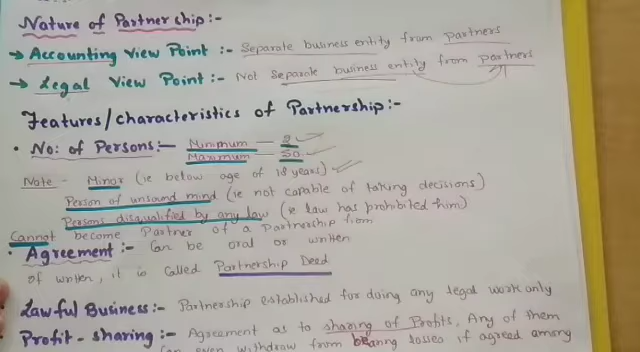 Nature of Partnership:-
→ Accounting View Point :- Separate business entity from partners
→ Legal View Point :- Not Separate business entity from partners
Features/characteristics of Partnership:-
• No: of Persons:- Minimum - 2
Maximum - 50
Note - Minor (ie below age of 18 years)
Person of unsound mind (ie not capable of taking decisions)
Persons disqualified by any law (ie law has prohibited him)
Cannot become Partner of a Partnership firm
• Agreement :- Can be oral or written
If written, it is called Partnership Deed
Lawful Business:- Partnership established for doing any legal work only
Profit-sharing :- Agreement as to sharing of Profits. Any of them
can even withdraw from bearing losses if agreed among